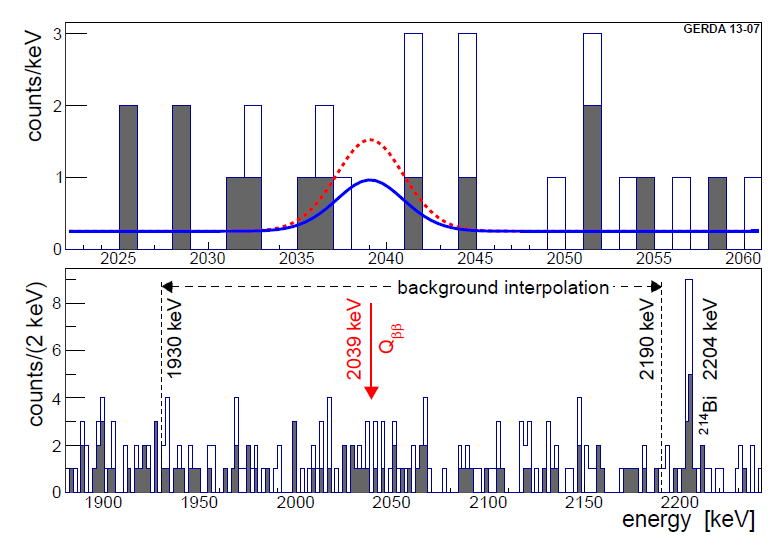 GERDA 13-07
counts/keV
3
2
1
0
2025 2030 2035 2040 2045 2050 2055 2060
counts/(2 keV)
8
6
4
2
0
background interpolation
1930 keV
2039 keV
Qββ
2190 keV
2204 keV
²¹⁴Bi
1900 1950 2000 2050 2100 2150 2200
energy [keV]